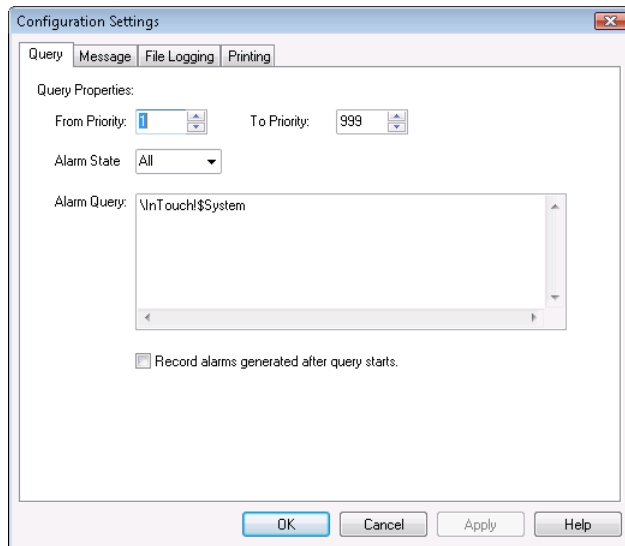 Configuration Settings
Query Message File Logging Printing
Query Properties:
From Priority: 1 To Priority: 999
Alarm State All
Alarm Query: \InTouch!$System
Record alarms generated after query starts.
OK Cancel Apply Help